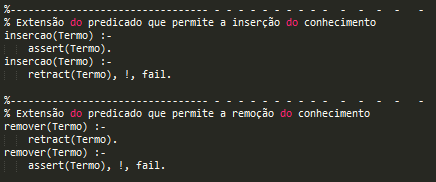 %--------------------------------- - - - - - - - - - -  -  -  -  -   -
% Extensão do predicado que permite a inserção do conhecimento
insercao(Termo) :-
    assert(Termo).
insercao(Termo) :-
    retract(Termo), !, fail.
%--------------------------------- - - - - - - - - - -  -  -  -  -   -
% Extensão do predicado que permite a remoção do conhecimento
remover(Termo) :-
    retract(Termo).
remover(Termo) :-
    assert(Termo), !, fail.